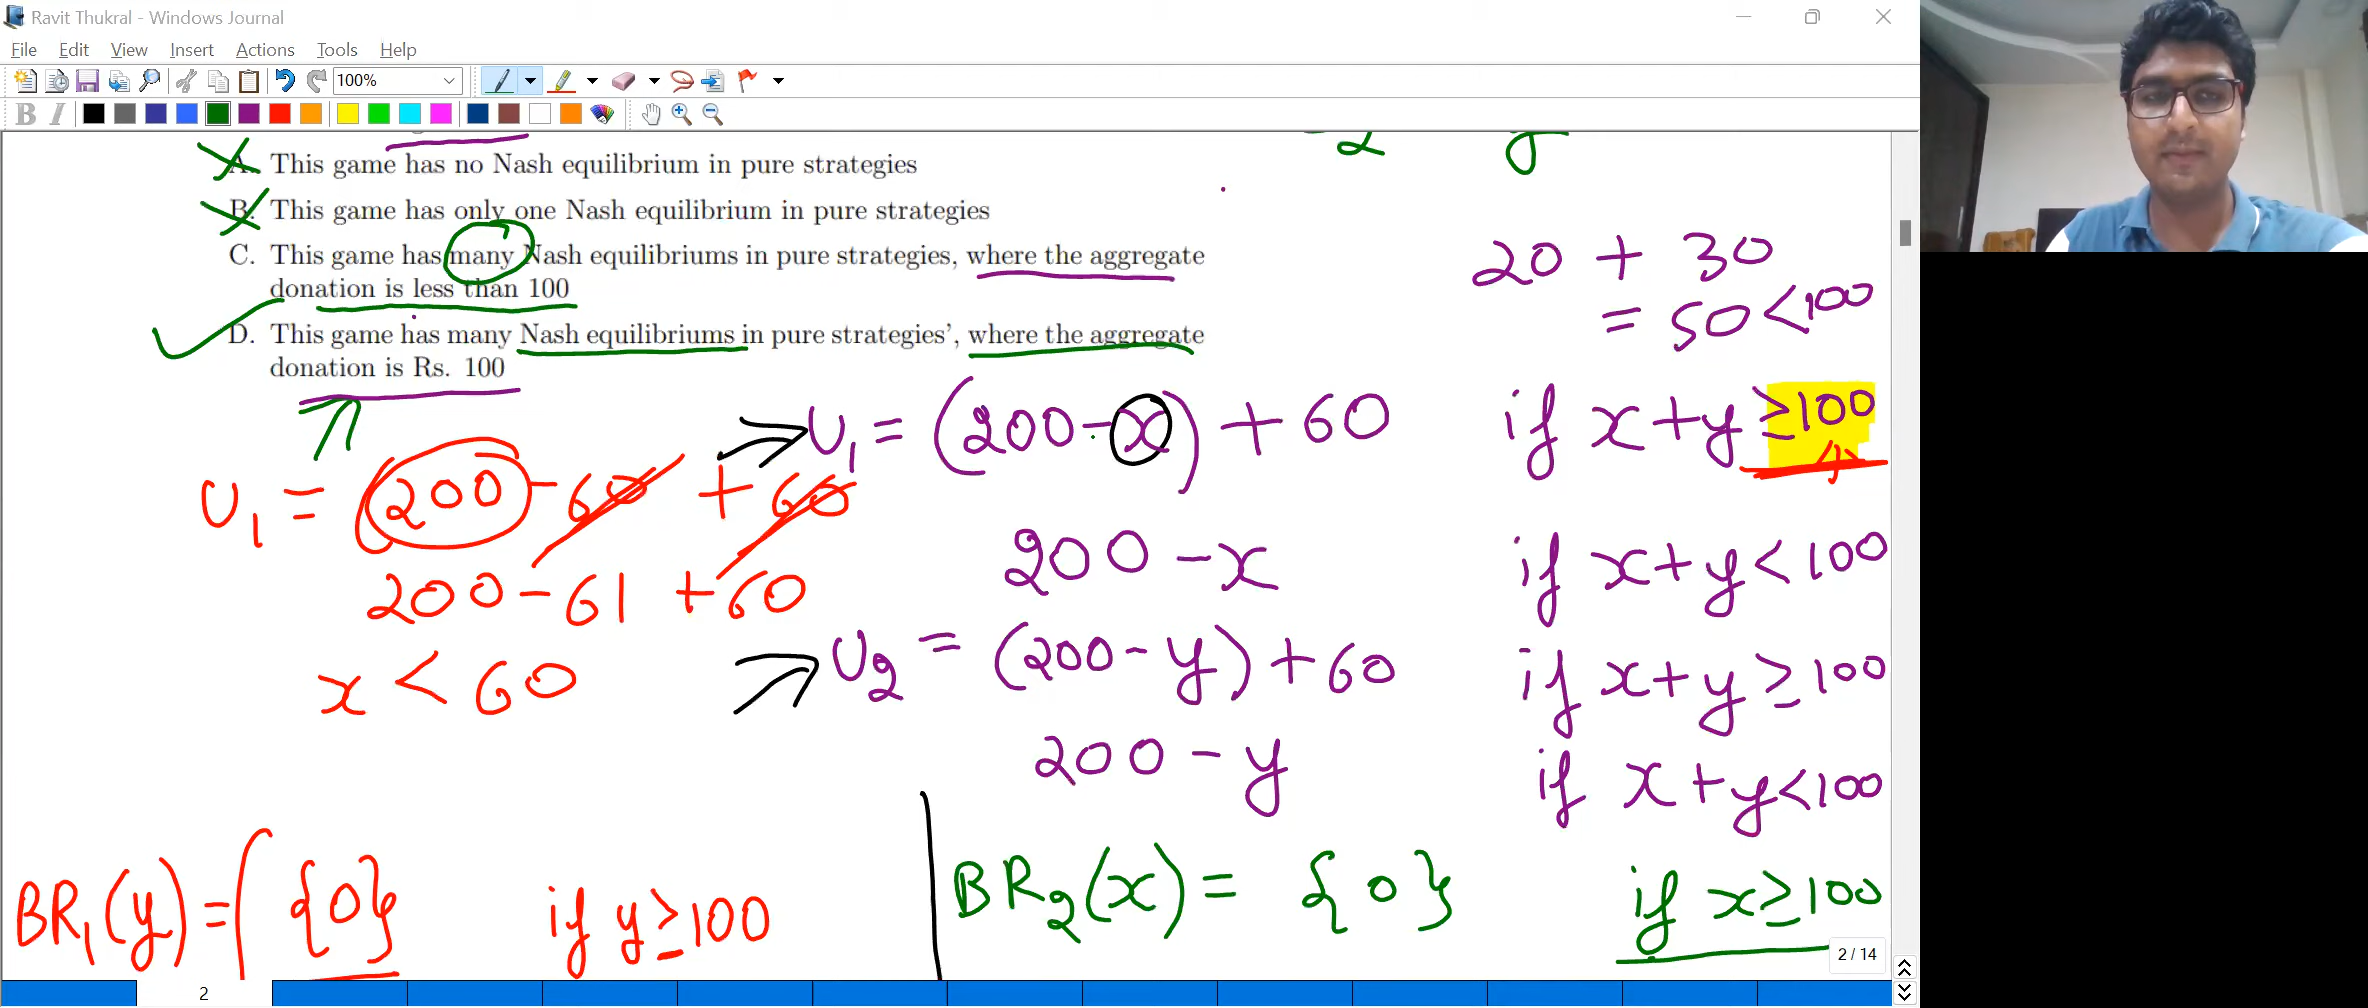 Ravit Thukral - Windows Journal
File Edit View Insert Actions Tools Help
100%
B I
A. This game has no Nash equilibrium in pure strategies
B. This game has only one Nash equilibrium in pure strategies
C. This game has many Nash equilibriums in pure strategies, where the aggregate
donation is less than 100
D. This game has many Nash equilibriums in pure strategies', where the aggregate
donation is Rs. 100
2 y
20 + 30
= 50 < 100
U₁ = (200 - x) + 60 if x + y ≥ 100
200 - x if x + y < 100
U₂ = (200 - y) + 60 if x + y ≥ 100
200 - y if x + y < 100
U₁ = 200 - 60 + 60
200 - 61 + 60
x < 60
BR₁(y) = { {0} if y ≥ 100
BR₂(x) = {0} if x ≥ 100
2 / 14
2